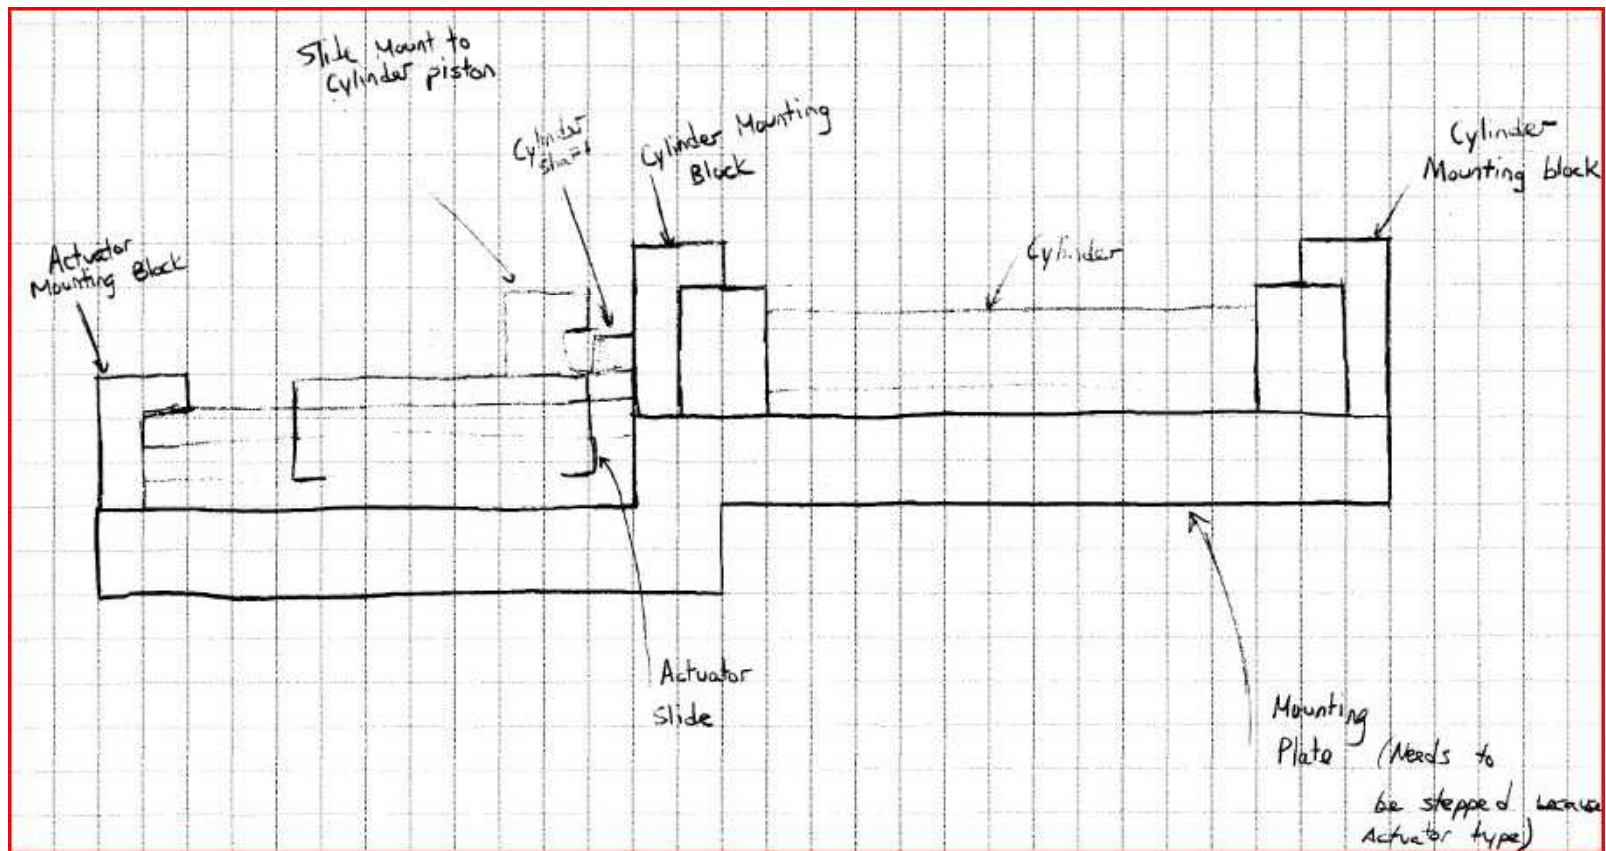 Slide Mount to
Cylinder piston
Cylinder
Shaft
Cylinder Mounting
Block
Cylinder
Mounting block
Actuator
Mounting Block
Cylinder
Actuator
Slide
Mounting
Plate (Needs to
be stepped because
Actuator type)